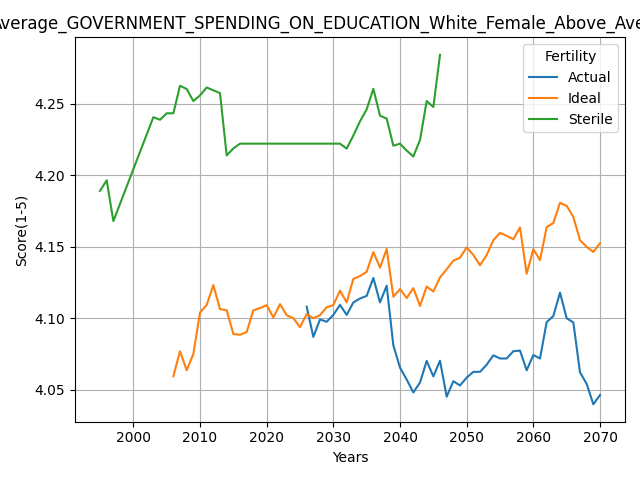 Average_GOVERNMENT_SPENDING_ON_EDUCATION_White_Female_Above_Ave
Fertility
Actual
Ideal
Sterile
Score(1-5)
4.25
4.20
4.15
4.10
4.05
2000 2010 2020 2030 2040 2050 2060 2070
Years